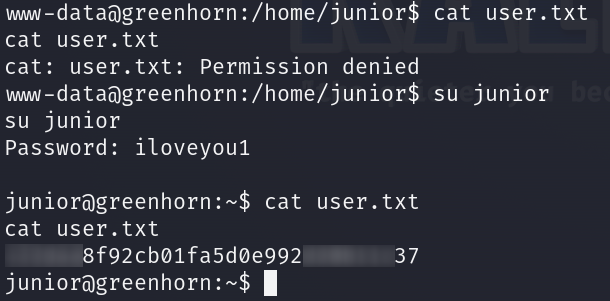 www-data@greenhorn:/home/junior$ cat user.txt
cat user.txt
cat: user.txt: Permission denied
www-data@greenhorn:/home/junior$ su junior
su junior
Password: iloveyou1
junior@greenhorn:~$ cat user.txt
cat user.txt
8f92cb01fa5d0e992 37
junior@greenhorn:~$